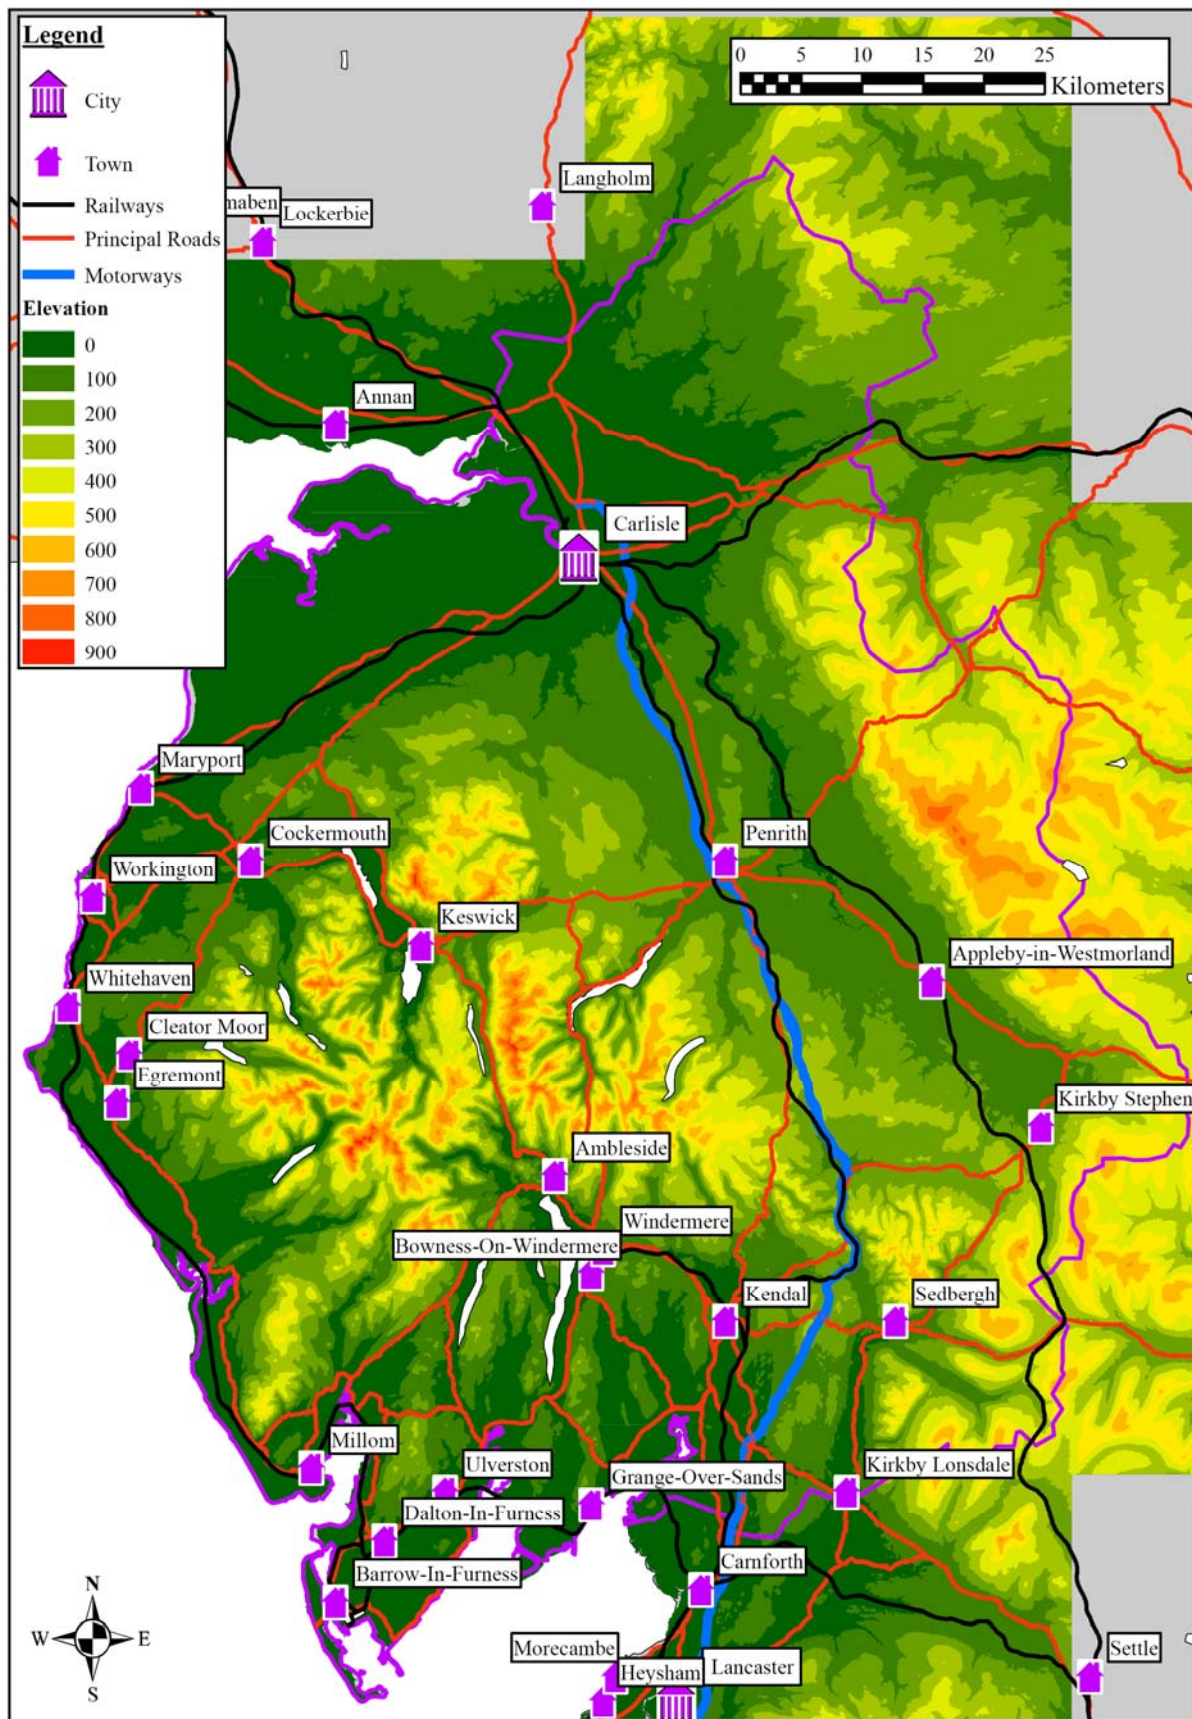 Legend
City
Town
Railways
Principal Roads
Motorways
Elevation
0
100
200
300
400
500
600
700
800
900
0 5 10 15 20 25
Kilometers
Langholm
maben
Lockerbie
Annan
Carlisle
Maryport
Cockermouth
Penrith
Workington
Keswick
Appleby-in-Westmorland
Whitehaven
Cleator Moor
Egremont
Kirkby Stephen
Ambleside
Windermere
Bowness-On-Windermere
Kendal
Sedbergh
Millom
Ulverston
Grange-Over-Sands
Kirkby Lonsdale
Dalton-In-Furness
Barrow-In-Furness
Carnforth
Morecambe
Heysham
Lancaster
Settle
N
W E
S